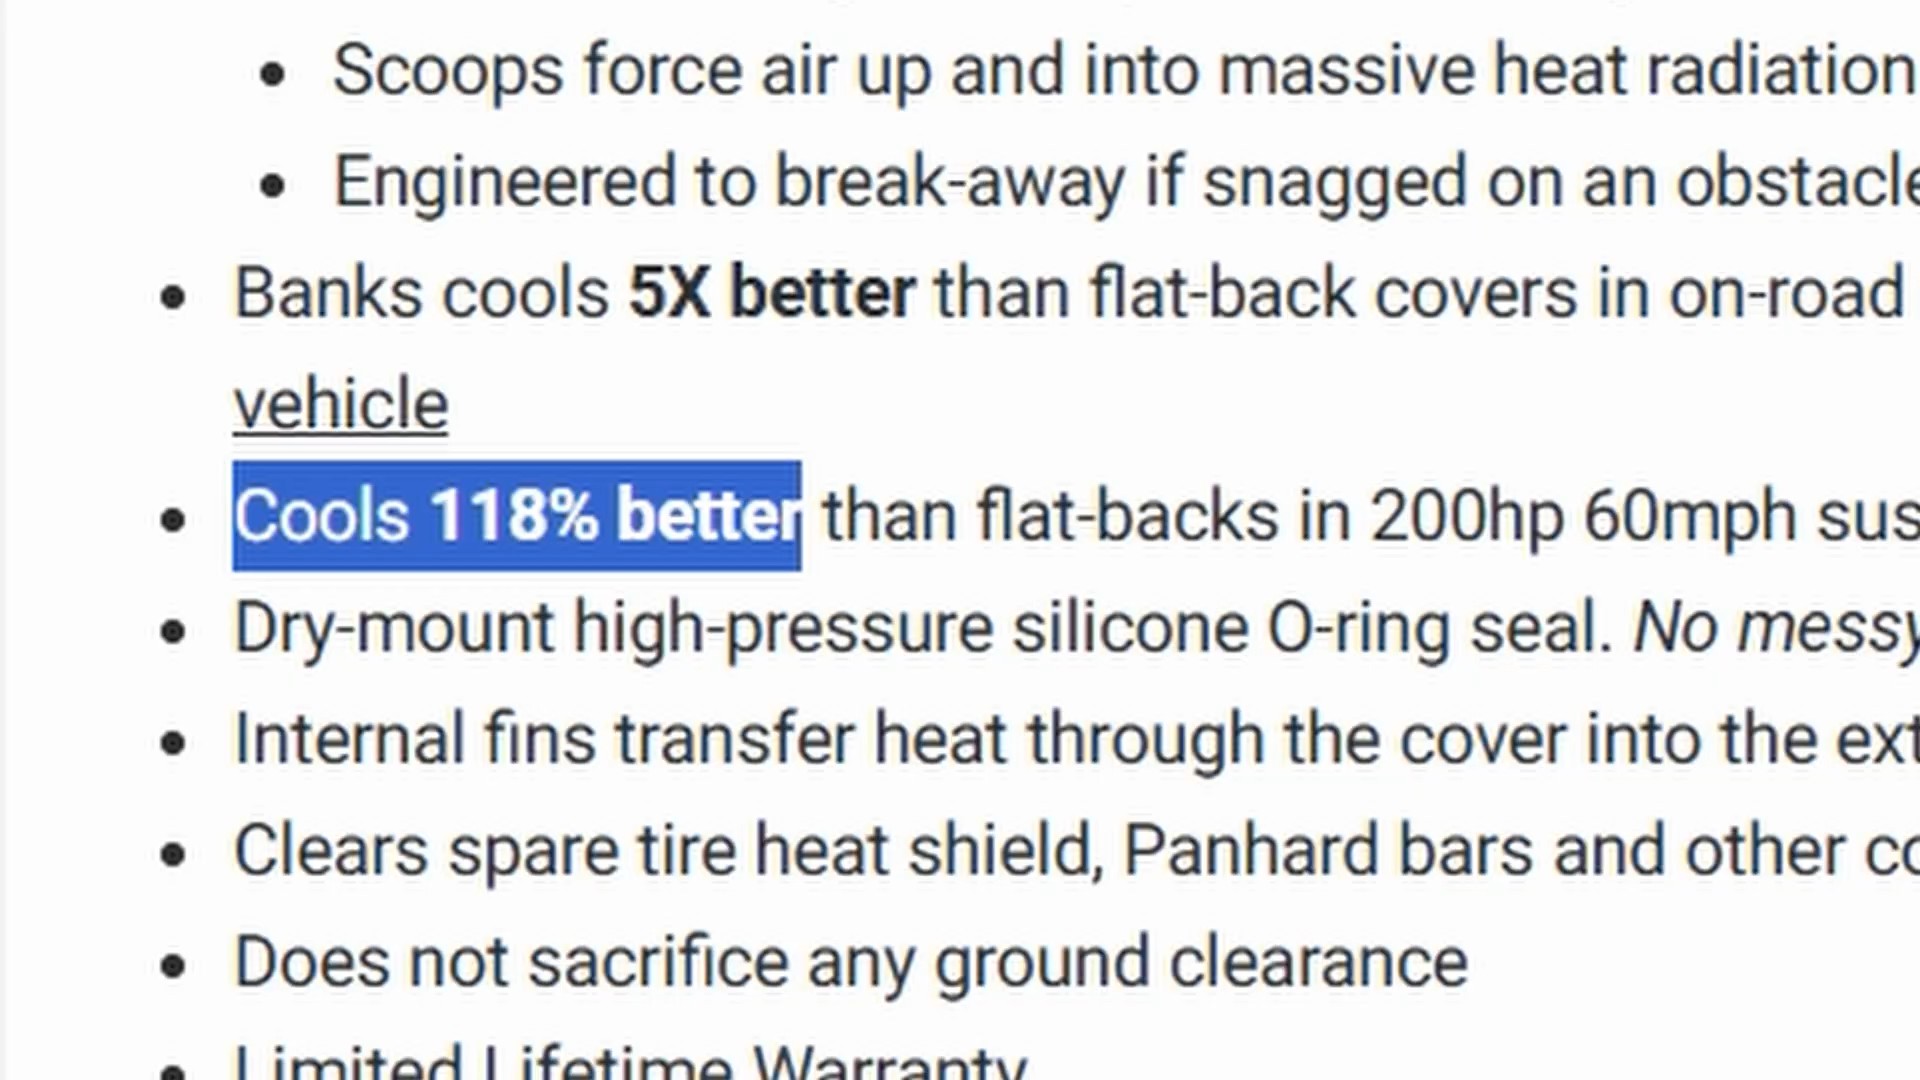 Scoops force air up and into massive heat radiation
Engineered to break-away if snagged on an obstacle
Banks cools 5X better than flat-back covers in on-road
vehicle
Cools 118% better than flat-backs in 200hp 60mph sus
Dry-mount high-pressure silicone O-ring seal. No messy
Internal fins transfer heat through the cover into the ext
Clears spare tire heat shield, Panhard bars and other co
Does not sacrifice any ground clearance
Limited Lifetime Warranty